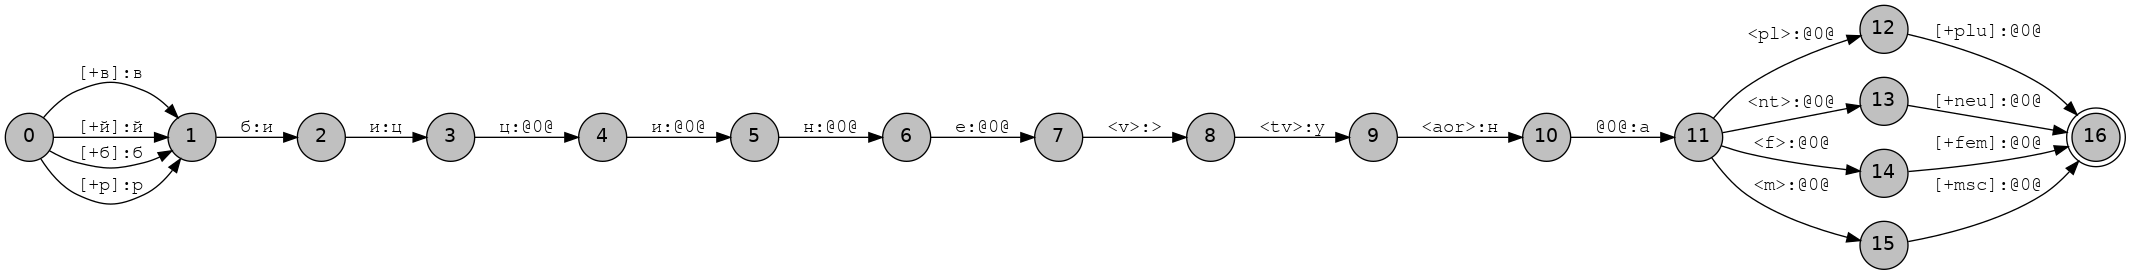 0
[+в]:в
[+й]:й
[+б]:б
[+р]:р
1
б:и
2
и:ц
3
ц:@0@
4
и:@0@
5
н:@0@
6
е:@0@
7
<v>:>
8
<tv>:у
9
<aor>:н
10
@0@:а
11
<pl>:@0@
12
[+plu]:@0@
<nt>:@0@
13
[+neu]:@0@
<f>:@0@
14
[+fem]:@0@
<m>:@0@
15
[+msc]:@0@
16